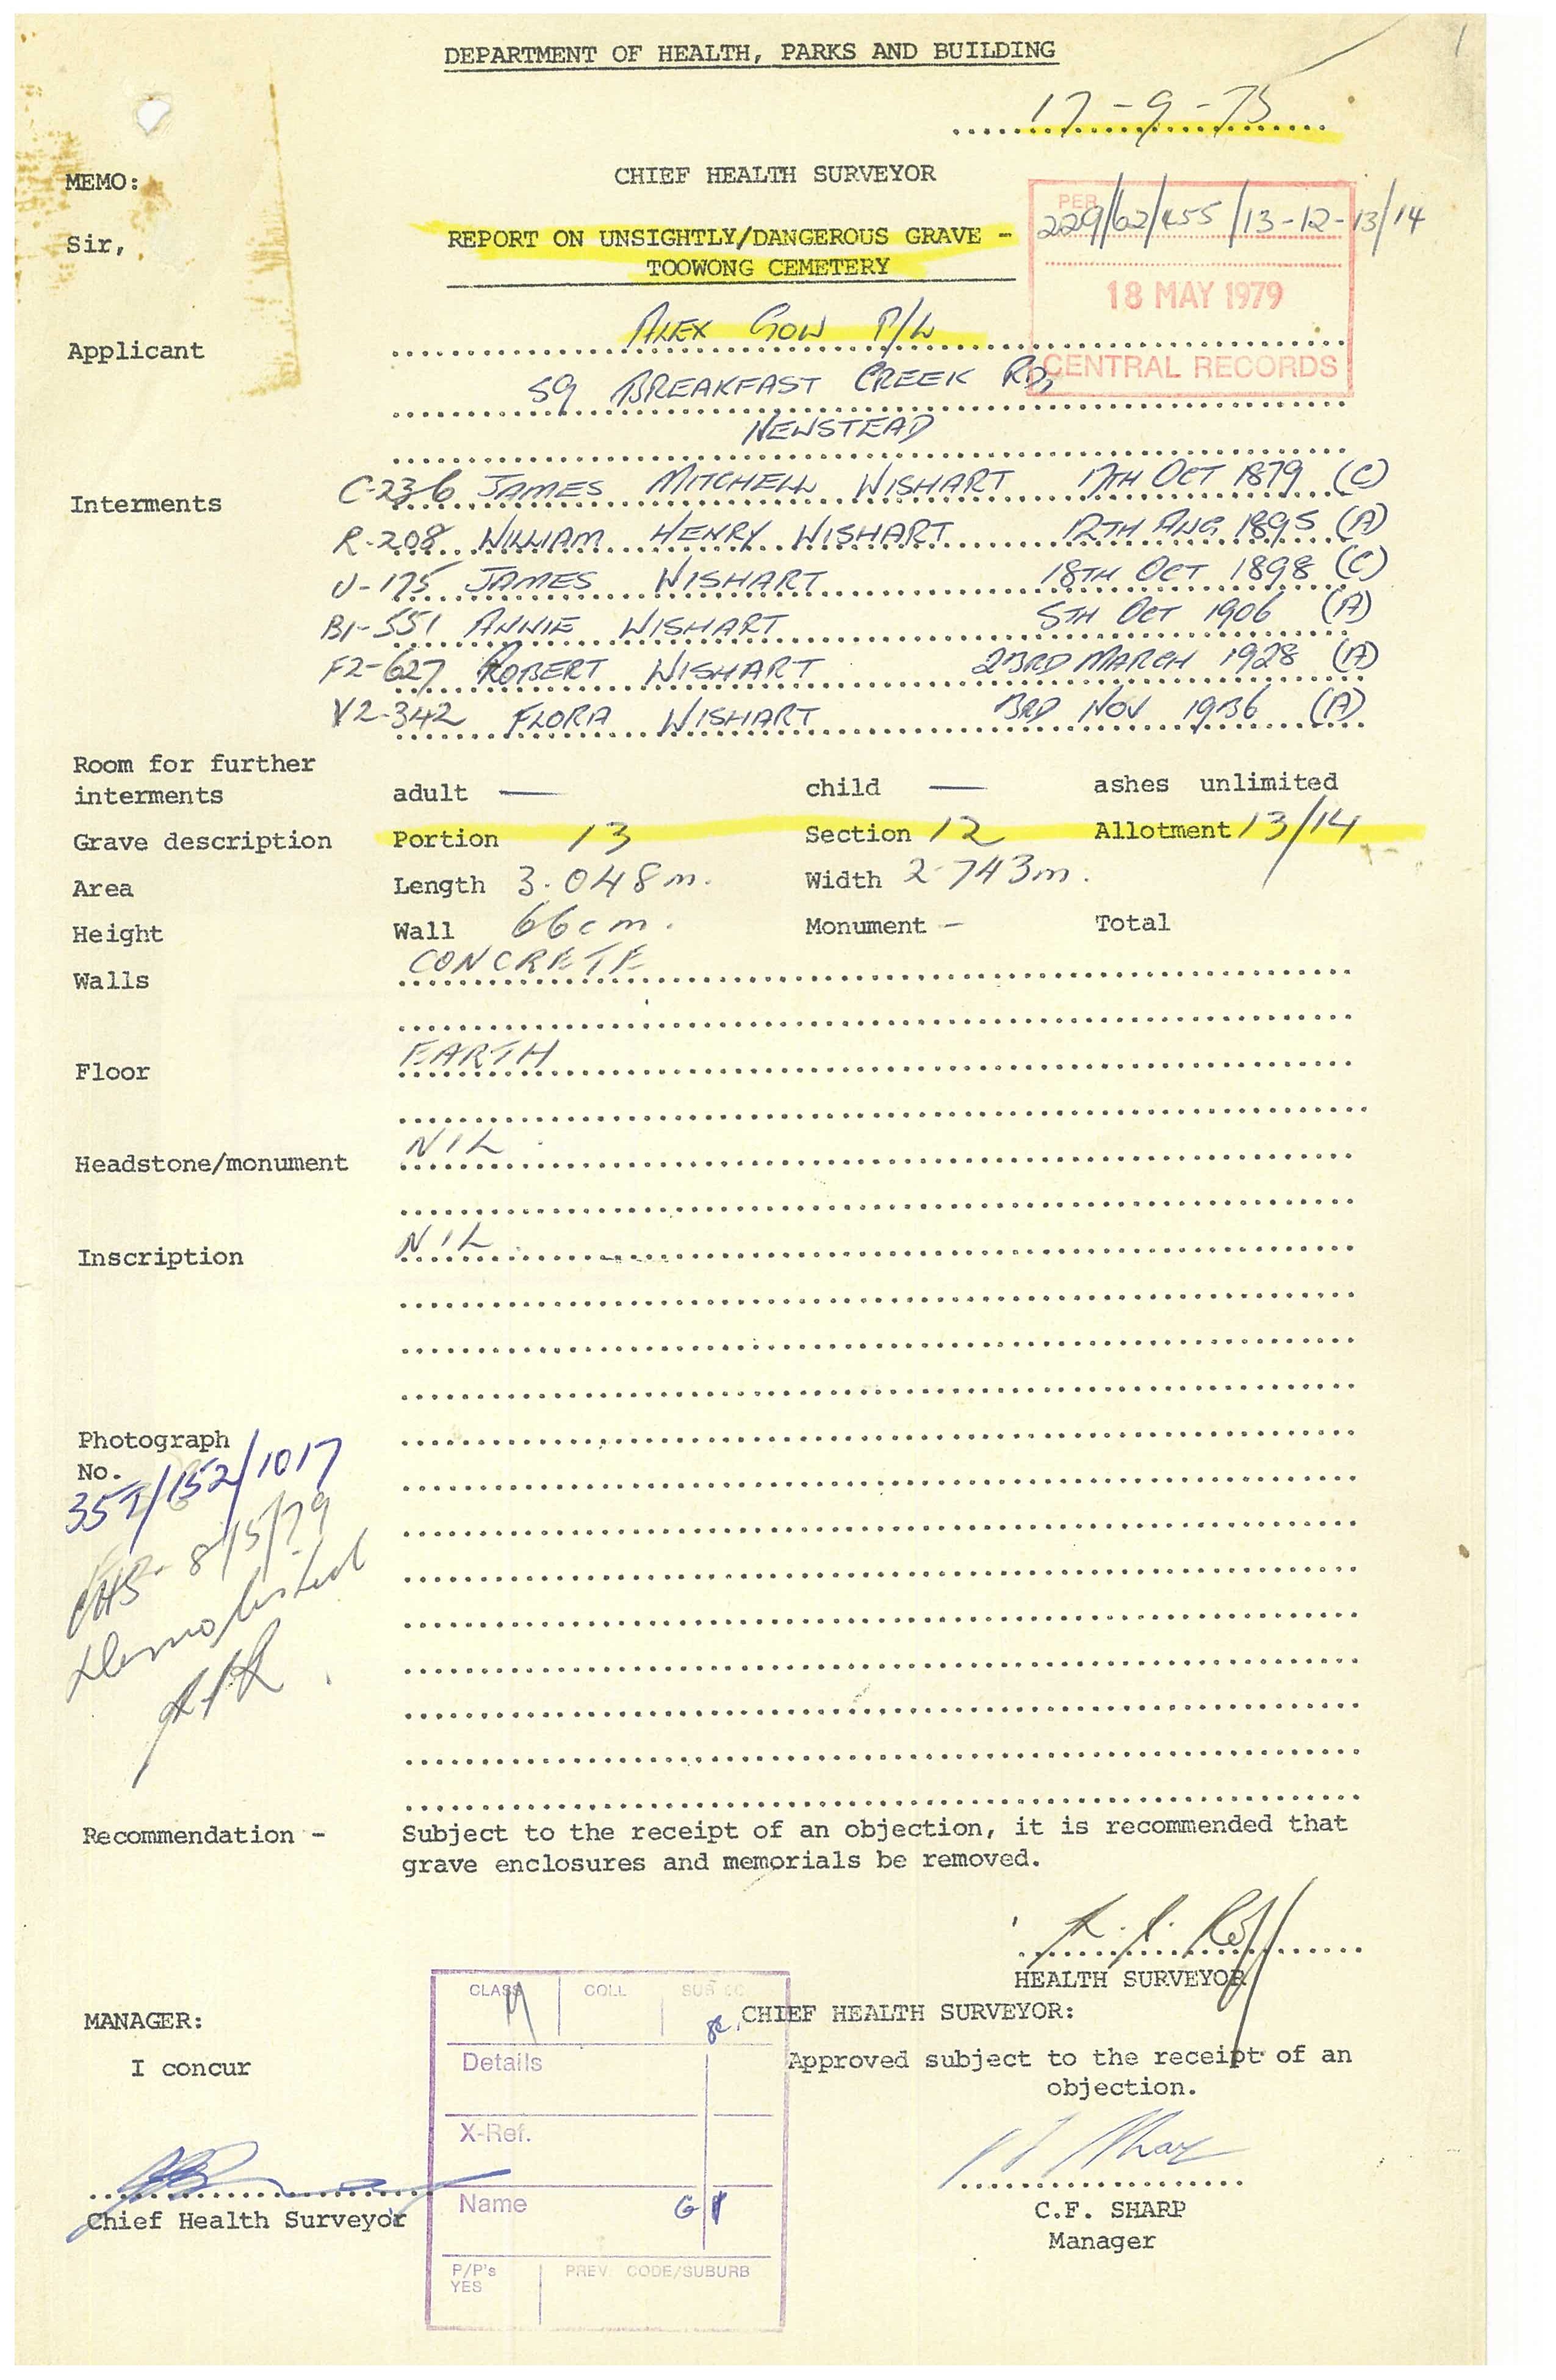 DEPARTMENT OF HEALTH, PARKS AND BUILDING
17-9-75
MEMO:
CHIEF HEALTH SURVEYOR
PER
229/62/455/13-12-13/14
Sir,
REPORT ON UNSIGHTLY/DANGEROUS GRAVE -
TOOWONG CEMETERY
18 MAY 1979
CENTRAL RECORDS
Applicant ALEX GOW P/L
59 BREAKFAST CREEK RD,
NEWSTEAD
Interments C-236 JAMES MITCHELL WISHART 17TH OCT 1879 (C)
R-208 WILLIAM HENRY WISHART 12TH AUG 1895 (A)
U-175 JAMES WISHART 18TH OCT 1898 (C)
B1-551 ANNIE WISHART 5TH OCT 1906 (A)
F2-627 ROBERT WISHART 23RD MARCH 1928 (A)
V2-342 FLORA WISHART 3RD NOV 1936 (A)
Room for further
interments adult — child — ashes unlimited
Grave description Portion 13 Section 12 Allotment 13/14
Area Length 3.048m. Width 2.743m.
Height Wall 66cm. Monument - Total
Walls CONCRETE
Floor EARTH
Headstone/monument NIL
Inscription NIL
Photograph
No.
/152/1017
CHS- 8/5/79
Demolished
Recommendation - Subject to the receipt of an objection, it is recommended that
grave enclosures and memorials be removed.
HEALTH SURVEYOR
CLASS COLL
MANAGER:
CHIEF HEALTH SURVEYOR:
I concur
Details
Approved subject to the receipt of an
objection.
X-Ref.
Name G
Chief Health Surveyor
C.F. SHARP
Manager
P/P's
YES
PREV. CODE/SUBURB